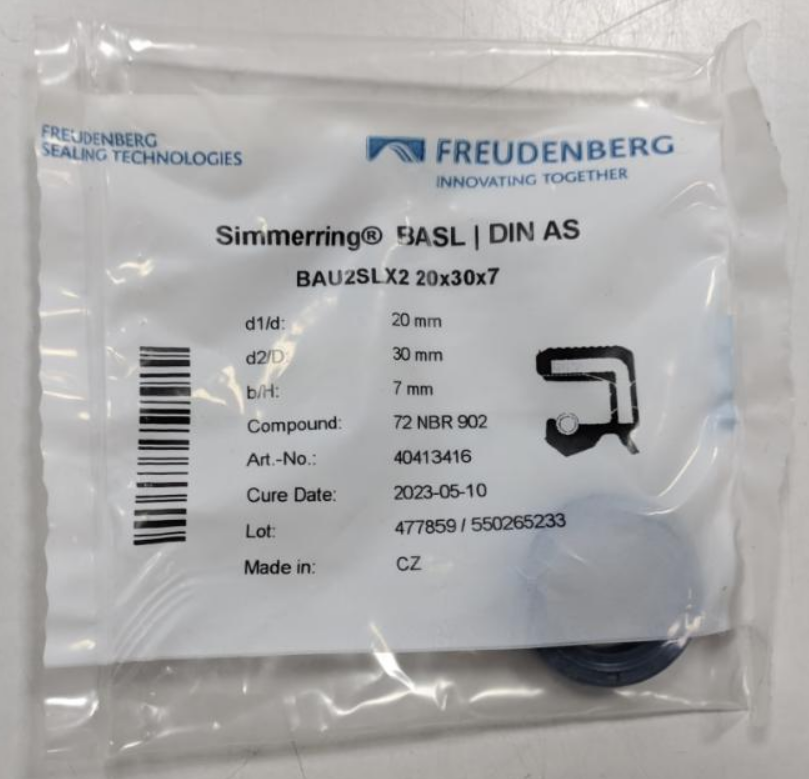 FREUDENBERG
SEALING TECHNOLOGIES
FREUDENBERG
INNOVATING TOGETHER
Simmerring® BASL | DIN AS
BAU2SLX2 20x30x7
d1/d: 20 mm
d2/D: 30 mm
b/H: 7 mm
Compound: 72 NBR 902
Art.-No.: 40413416
Cure Date: 2023-05-10
Lot: 477859 / 550265233
Made in: CZ